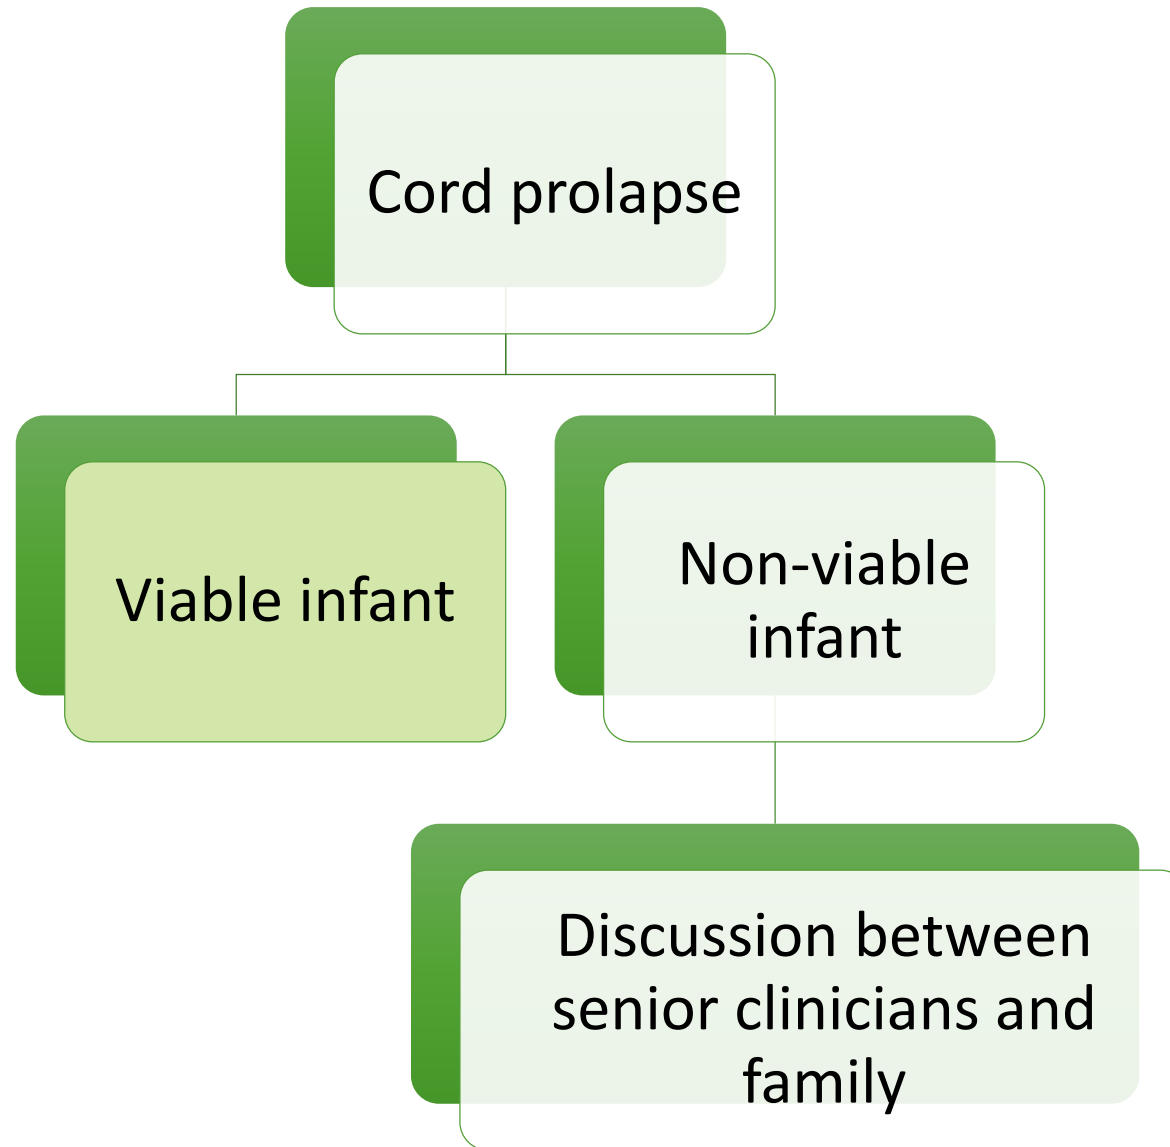 Cord prolapse
Viable infant
Non-viable
infant
Discussion between
senior clinicians and
family